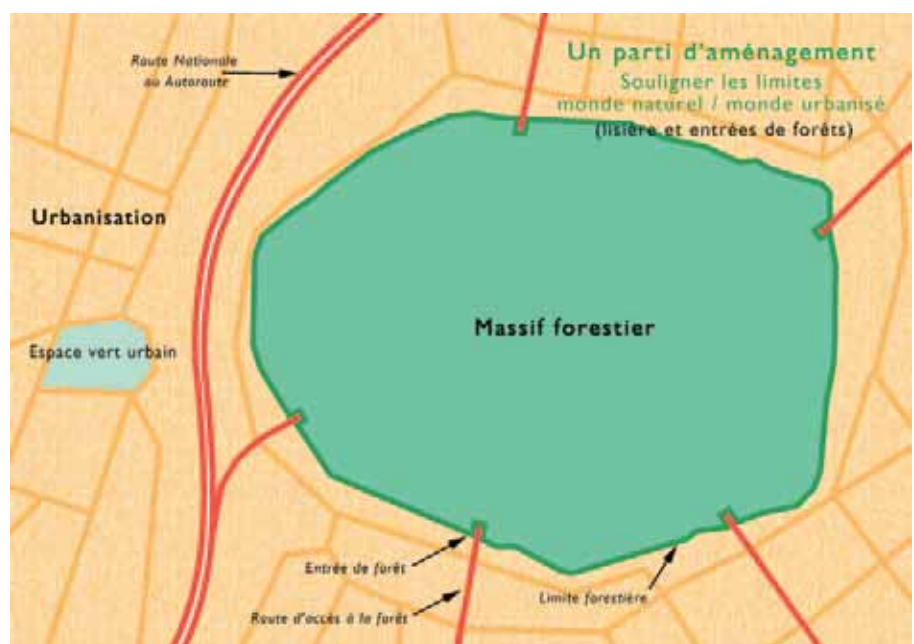 Route Nationale
ou Autoroute
Un parti d'aménagement
Souligner les limites
monde naturel / monde urbanisé
(lisière et entrées de forêts)
Urbanisation
Massif forestier
Espace vert urbain
Entrée de forêt
Limite forestière
Route d'accès à la forêt